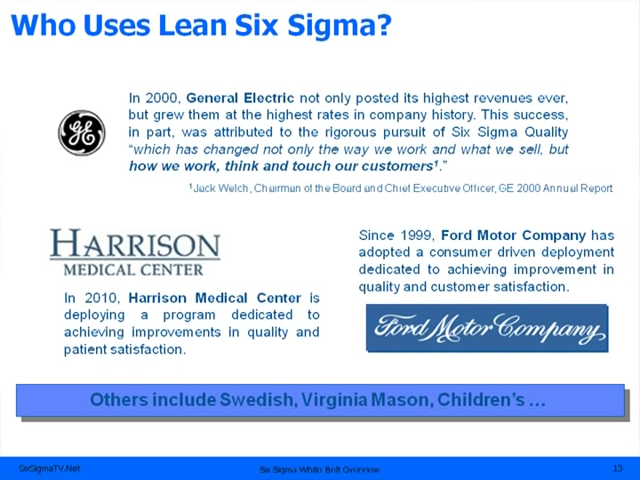 Who Uses Lean Six Sigma?
In 2000, General Electric not only posted its highest revenues ever,
but grew them at the highest rates in company history. This success,
in part, was attributed to the rigorous pursuit of Six Sigma Quality
“which has changed not only the way we work and what we sell, but
how we work, think and touch our customers¹.”
GE
¹Jack Welch, Chairman of the Board and Chief Executive Officer, GE 2000 Annual Report
HARRISON
MEDICAL CENTER
In 2010, Harrison Medical Center is
deploying a program dedicated to
achieving improvements in quality and
patient satisfaction.
Since 1999, Ford Motor Company has
adopted a consumer driven deployment
dedicated to achieving improvement in
quality and customer satisfaction.
Ford Motor Company
Others include Swedish, Virginia Mason, Children’s …
SixSigmaTV.Net
Six Sigma White Belt Overview
13